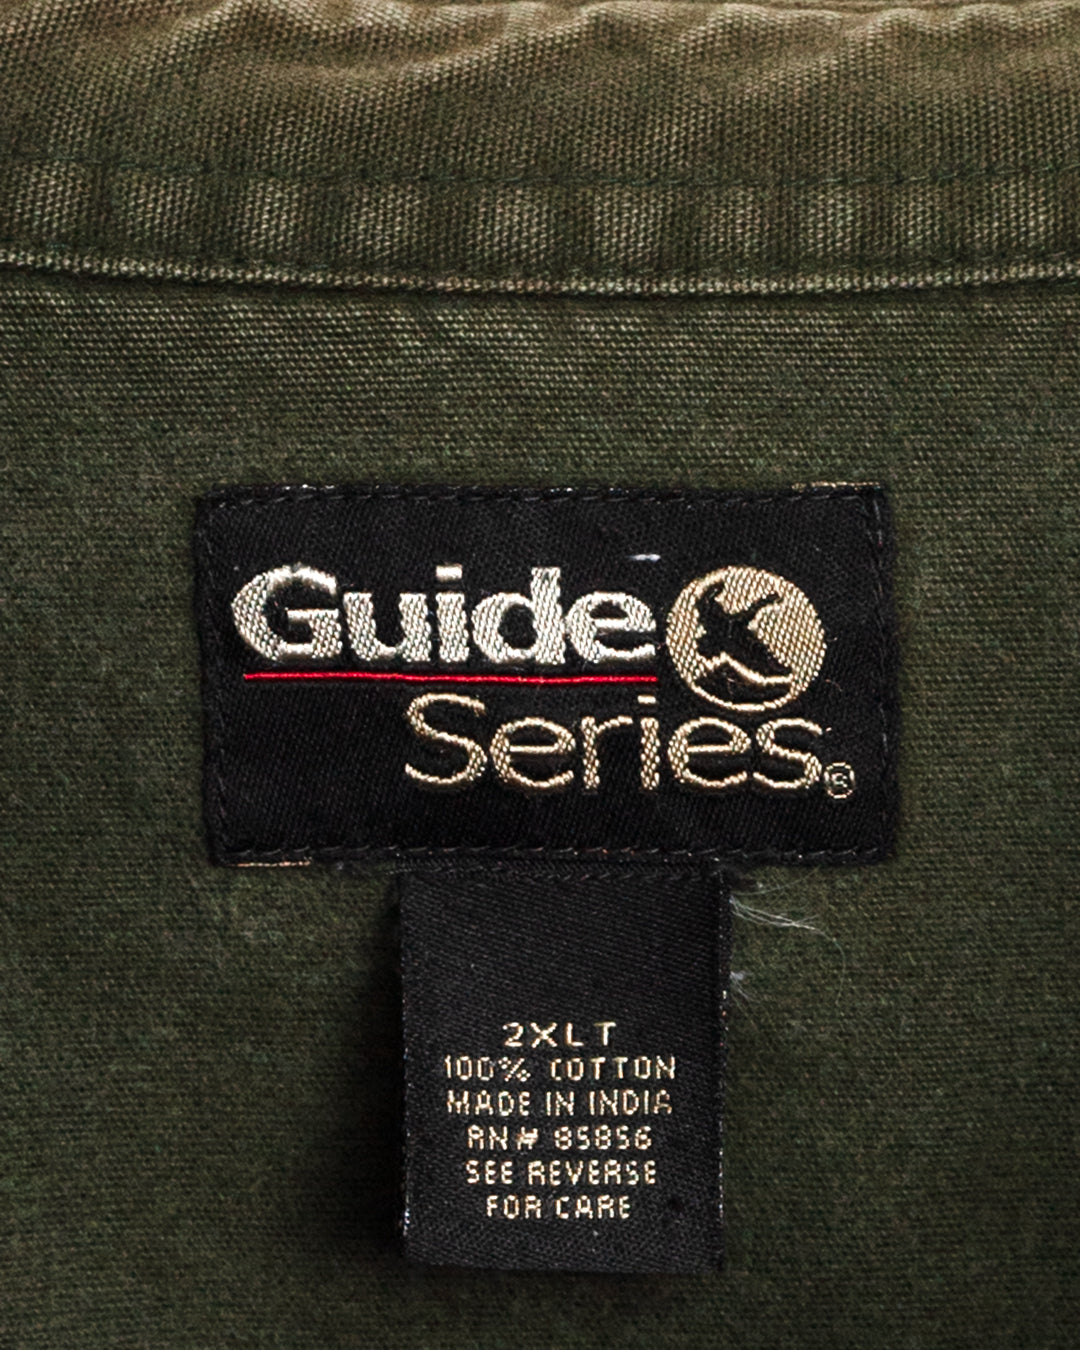 Guide
Series®
2XLT
100% COTTON
MADE IN INDIA
RN# 85856
SEE REVERSE
FOR CARE